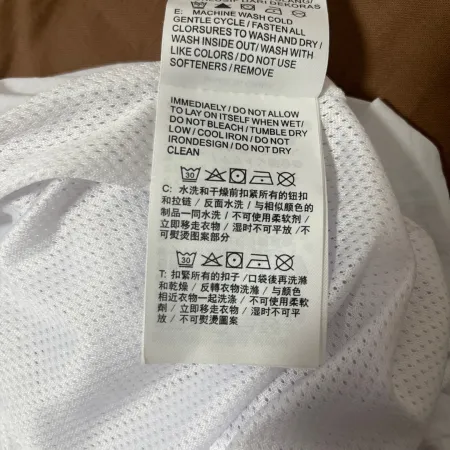 E: MACHINE WASH COLD
GENTLE CYCLE / FASTEN ALL
CLORSURES TO WASH AND DRY /
WASH INSIDE OUT / WASH WITH
LIKE COLORS / DO NOT USE
SOFTENERS / REMOVE
IMMEDAIELY / DO NOT ALLOW
TO LAY ON ITSELF WHEN WET/
DO NOT BLEACH / TUMBLE DRY
LOW / COOL IRON / DO NOT
IRONDESIGN / DO NOT DRY
CLEAN
30
C: 水洗和干燥前扣紧所有的钮扣
和拉链 / 反面水洗 / 与相似颜色的
制品一同水洗 / 不可使用柔软剂 /
立即移走衣物 / 湿时不可平放 / 不
可熨烫图案部分
30
T: 扣紧所有的扣子 / 口袋後再洗滌
和乾燥 / 反轉衣物洗滌 / 與顏色
相近衣物一起洗滌 / 不可使用柔軟
劑 / 立即移走衣物 / 湿時不可平
放 / 不可熨燙圖案